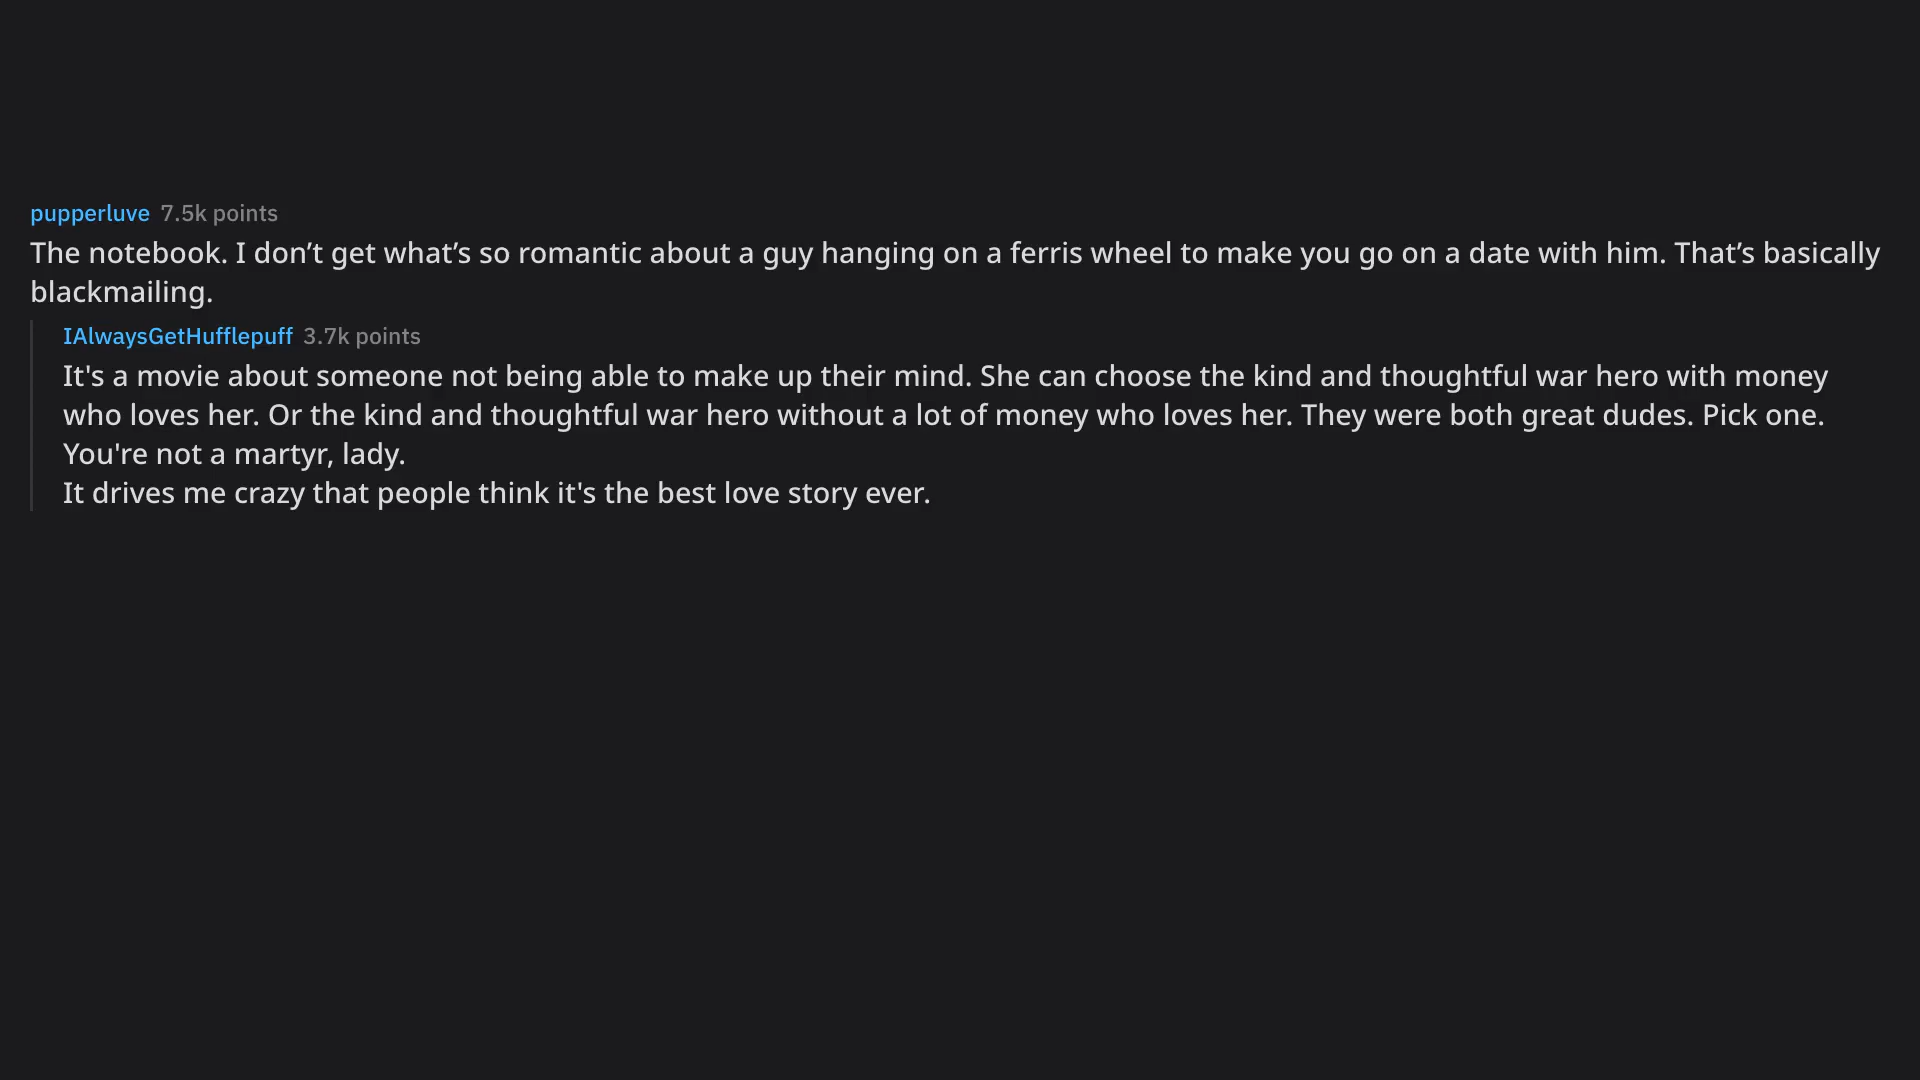 pupperluve 7.5k points
The notebook. I don’t get what’s so romantic about a guy hanging on a ferris wheel to make you go on a date with him. That’s basically
blackmailing.
IAlwaysGetHufflepuff 3.7k points
It's a movie about someone not being able to make up their mind. She can choose the kind and thoughtful war hero with money
who loves her. Or the kind and thoughtful war hero without a lot of money who loves her. They were both great dudes. Pick one.
You're not a martyr, lady.
It drives me crazy that people think it's the best love story ever.